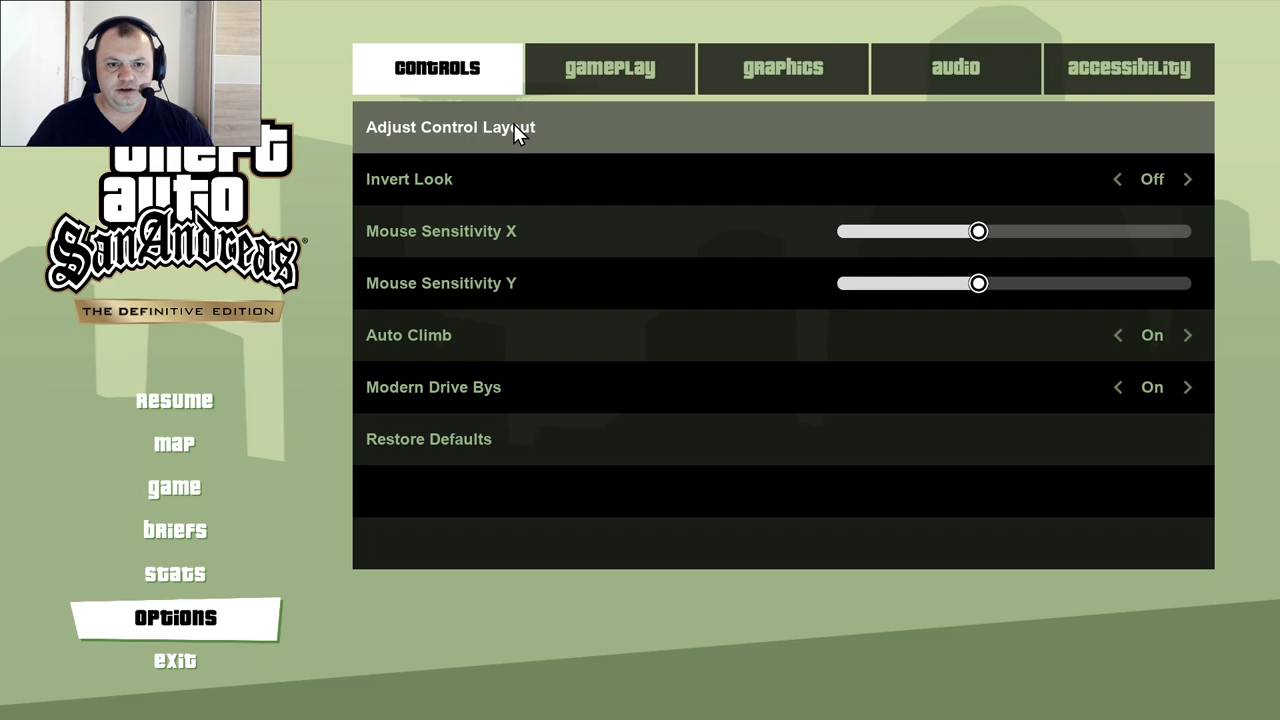 CONTROLS
gameplay
graphics
audio
accessibility
Adjust Control Layout
Invert Look
Off
Mouse Sensitivity X
Mouse Sensitivity Y
Auto Climb
On
Modern Drive Bys
On
Restore Defaults
theft
auto
San Andreas
THE DEFINITIVE EDITION
Resume
map
game
briefs
stats
options
exit